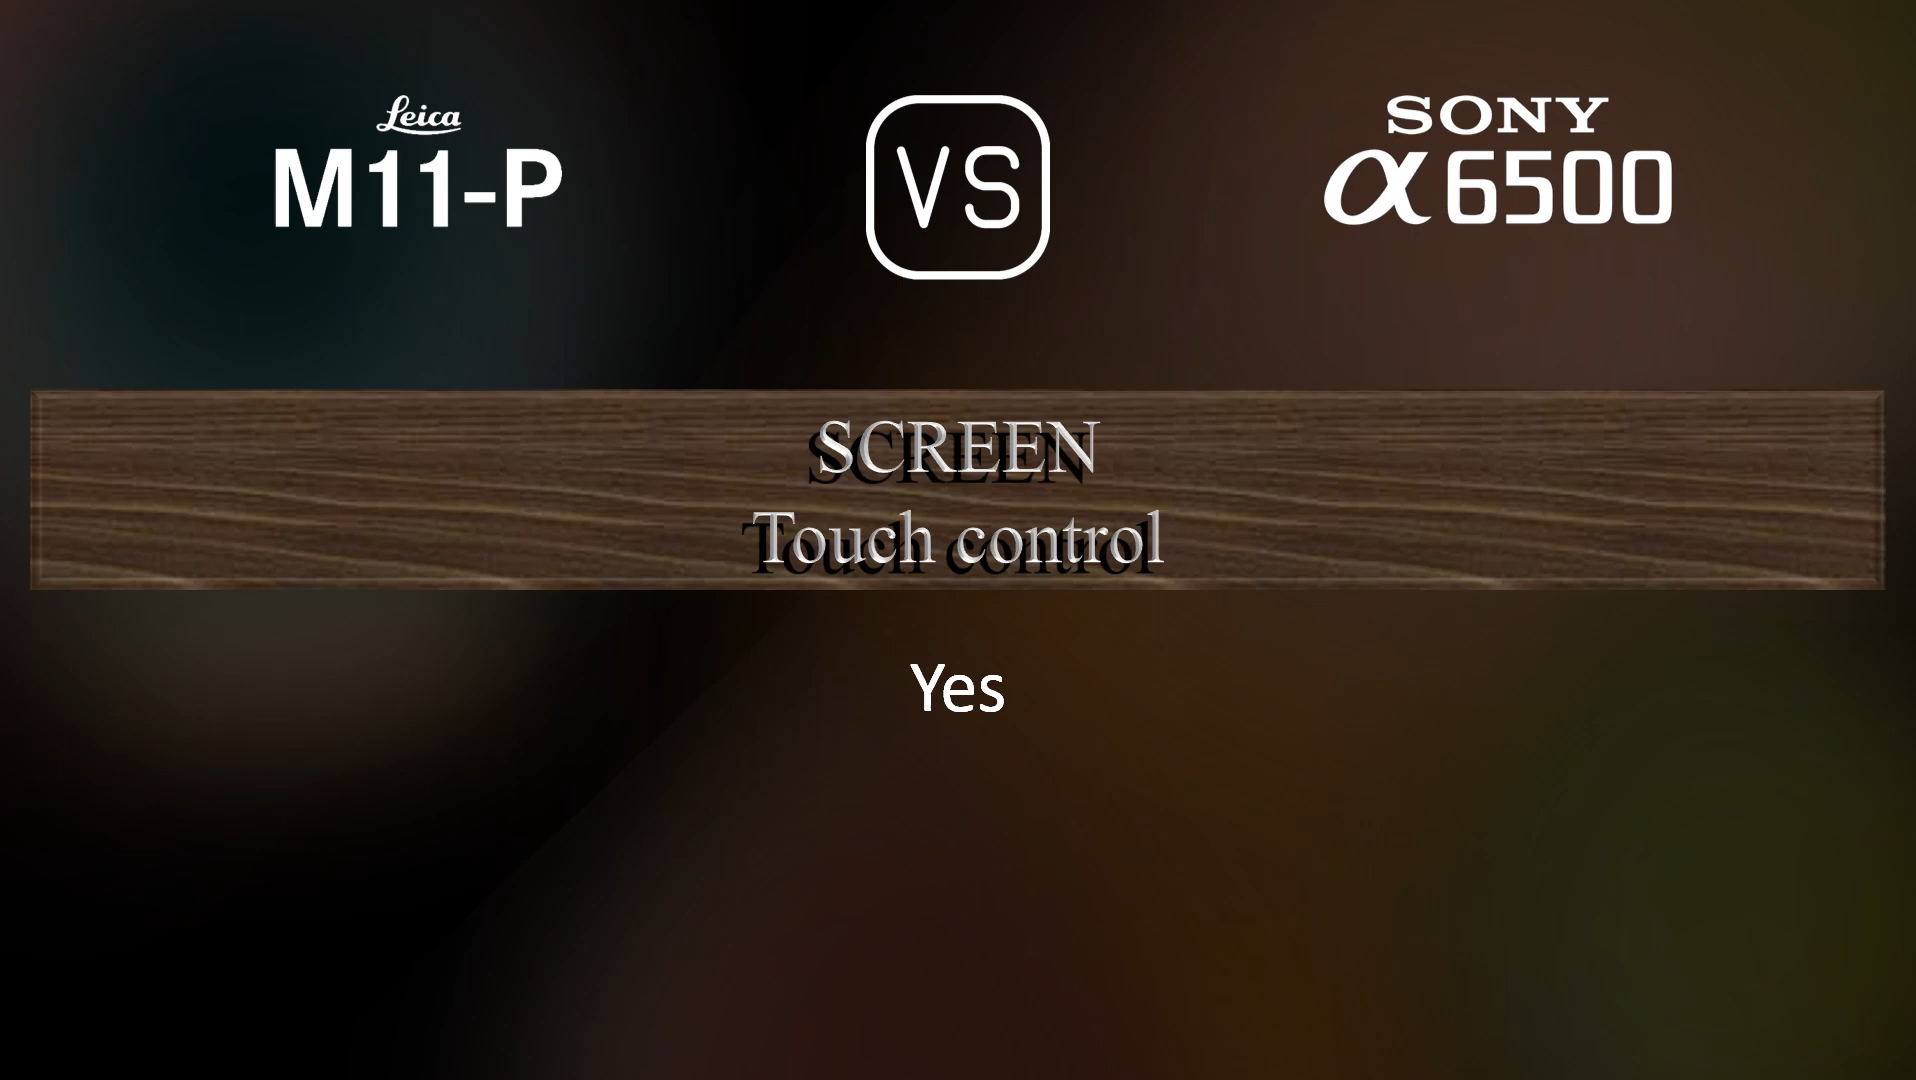 Leica
M11-P
VS
SONY
α6500
SCREEN
Touch control
Yes